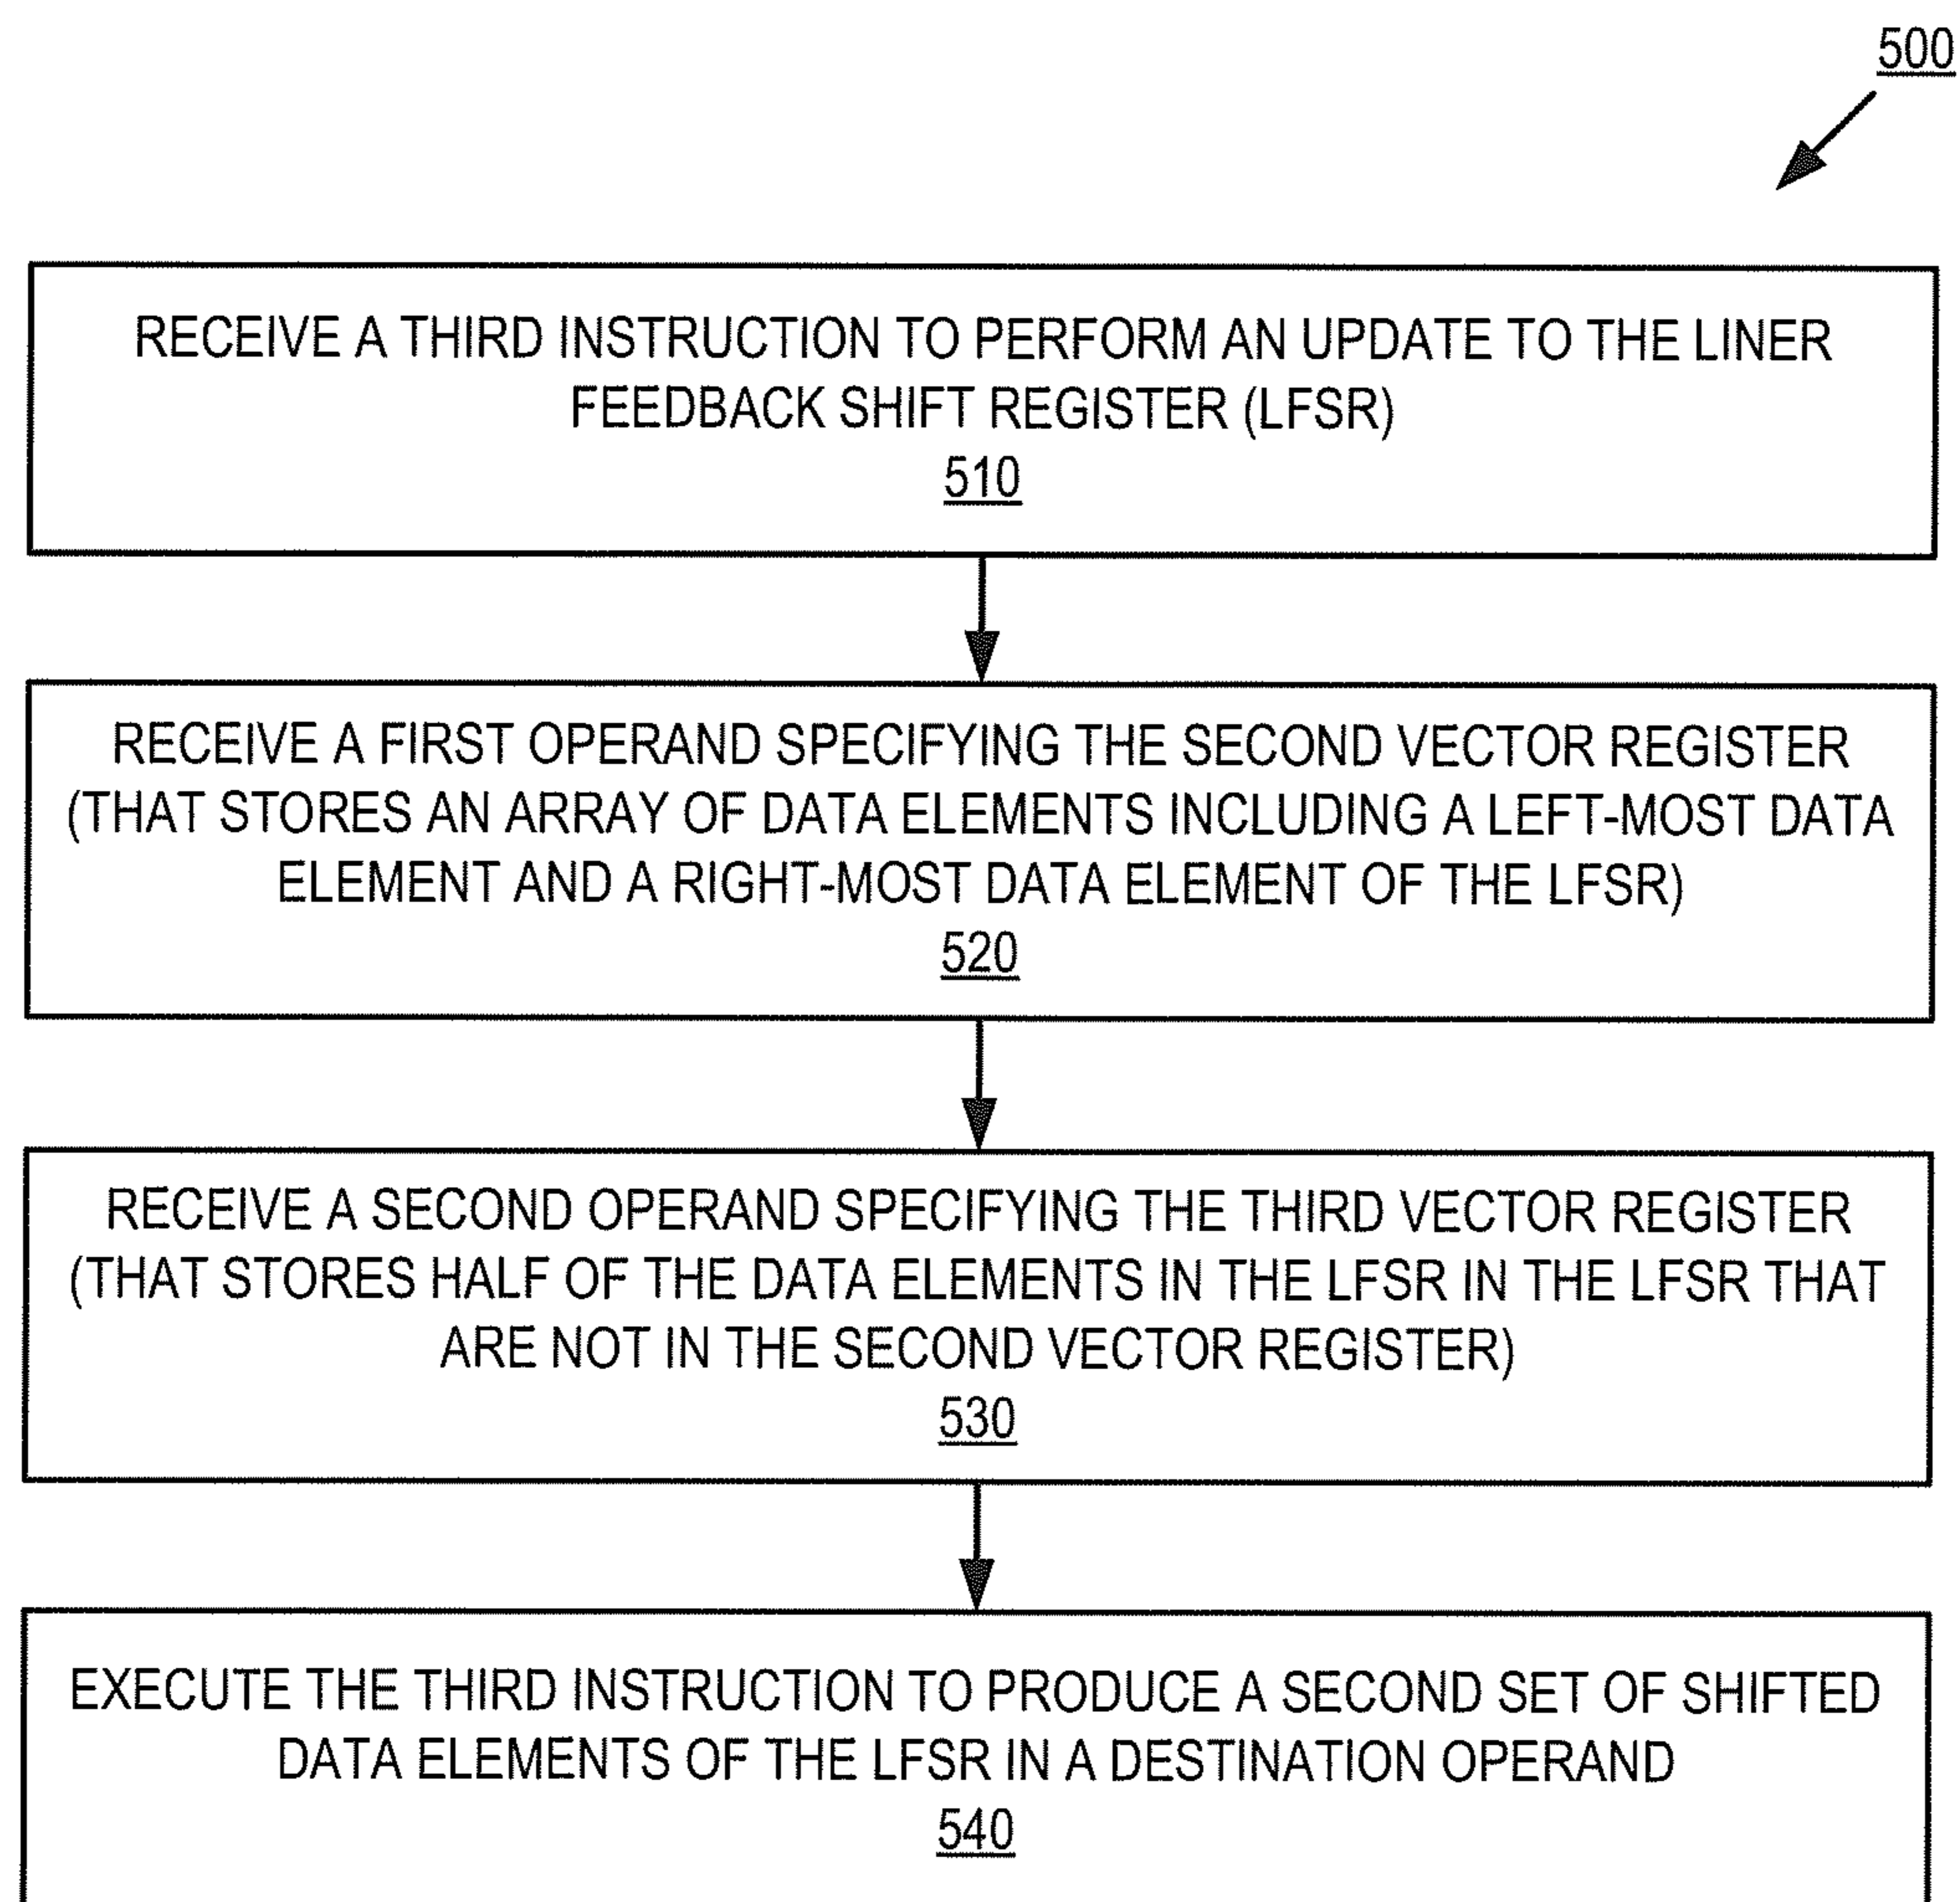 500
RECEIVE A THIRD INSTRUCTION TO PERFORM AN UPDATE TO THE LINER
FEEDBACK SHIFT REGISTER (LFSR)
510
RECEIVE A FIRST OPERAND SPECIFYING THE SECOND VECTOR REGISTER
(THAT STORES AN ARRAY OF DATA ELEMENTS INCLUDING A LEFT-MOST DATA
ELEMENT AND A RIGHT-MOST DATA ELEMENT OF THE LFSR)
520
RECEIVE A SECOND OPERAND SPECIFYING THE THIRD VECTOR REGISTER
(THAT STORES HALF OF THE DATA ELEMENTS IN THE LFSR IN THE LFSR THAT
ARE NOT IN THE SECOND VECTOR REGISTER)
530
EXECUTE THE THIRD INSTRUCTION TO PRODUCE A SECOND SET OF SHIFTED
DATA ELEMENTS OF THE LFSR IN A DESTINATION OPERAND
540